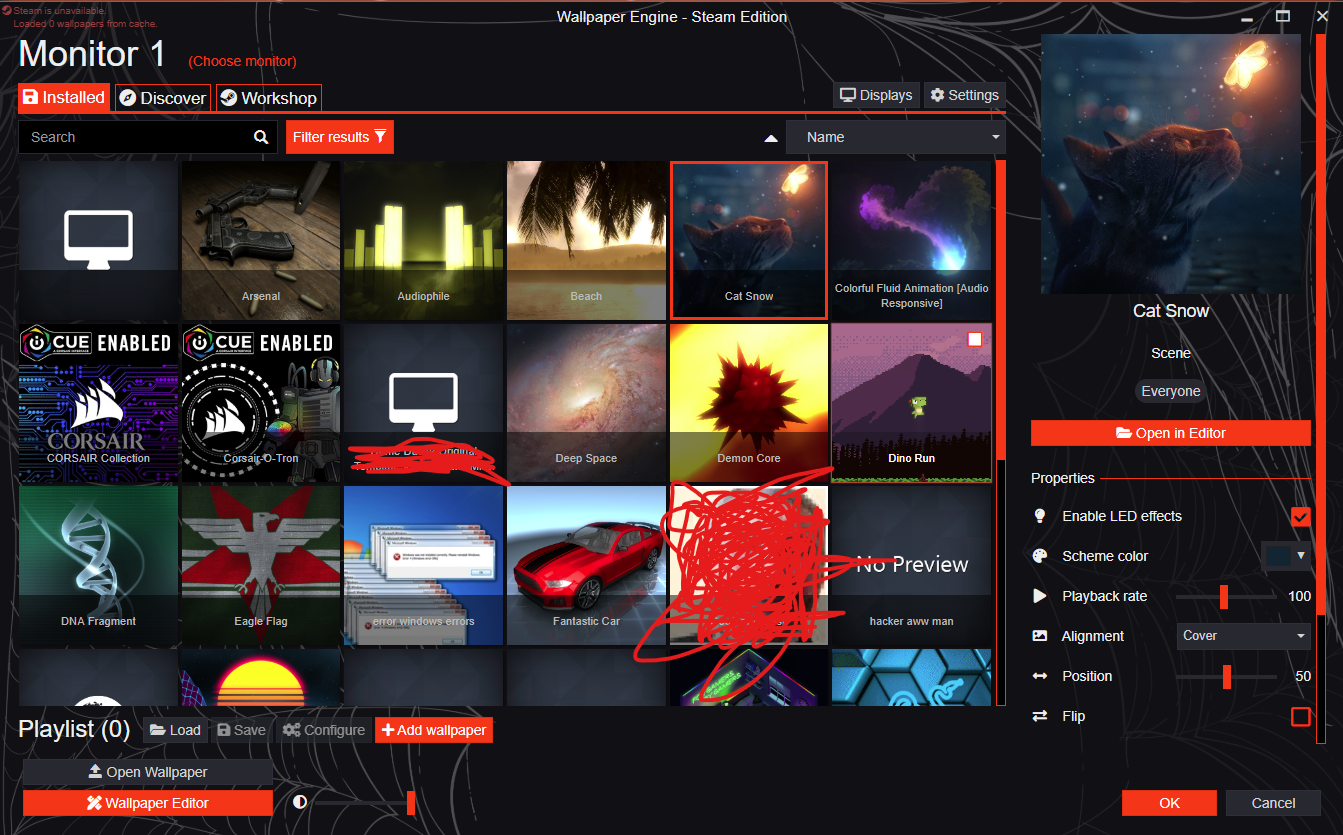 Steam is unavailable.
Loaded 0 wallpapers from cache.
Wallpaper Engine - Steam Edition
Monitor 1
(Choose monitor)
Installed
Discover
Workshop
Displays
Settings
Search
Filter results
Name
Arsenal
Audiophile
Beach
Cat Snow
Colorful Fluid Animation [Audio
Responsive]
CUE ENABLED
CORSAIR
CORSAIR Collection
CUE ENABLED
Corsair-O-Tron
Deep Space
Demon Core
Dino Run
DNA Fragment
Eagle Flag
error windows errors
Fantastic Car
No Preview
hacker aww man
Cat Snow
Scene
Everyone
Open in Editor
Properties
Enable LED effects
Scheme color
Playback rate
100
Alignment
Cover
Position
50
Flip
Playlist (0)
Load
Save
Configure
Add wallpaper
Open Wallpaper
Wallpaper Editor
OK
Cancel